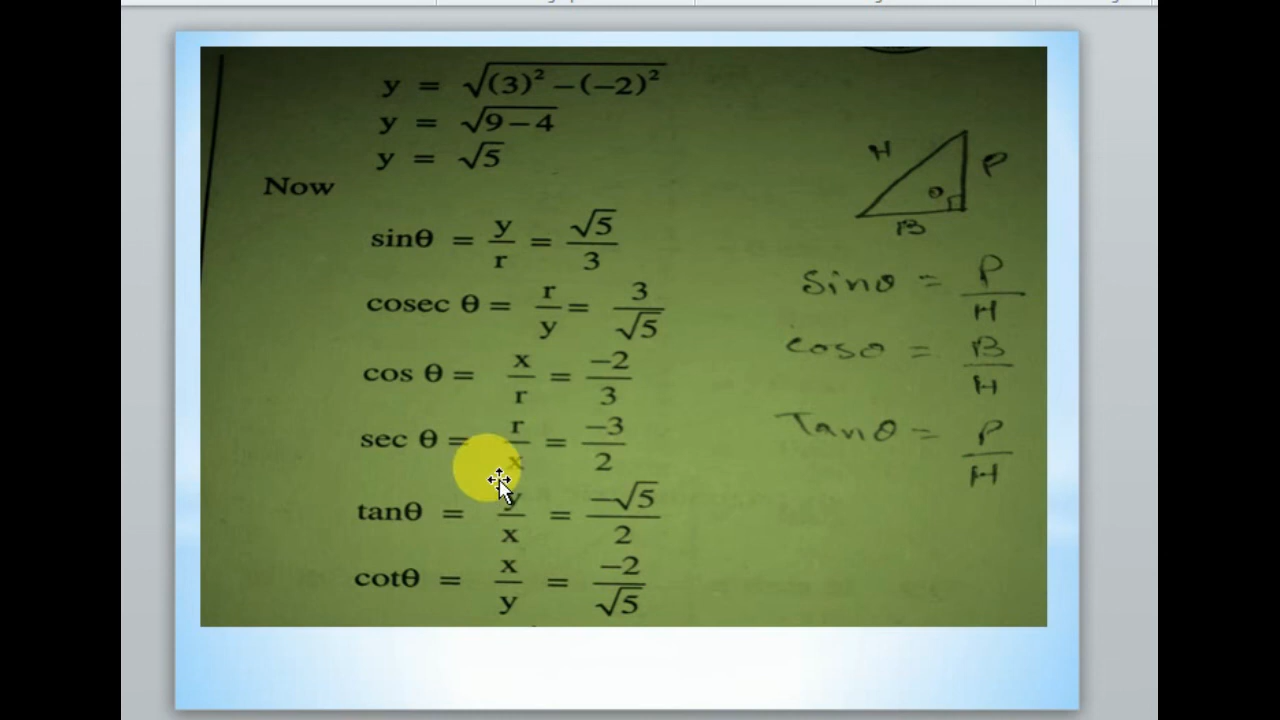 y = √(3)² − (−2)²
y = √9 − 4
y = √5
Now
sinθ = y/r = √5/3
cosec θ = r/y = 3/√5
cos θ = x/r = −2/3
sec θ = r/x = −3/2
tanθ = y/x = −√5/2
cotθ = x/y = −2/√5
H
P
θ
B
Sinθ = P/H
cosθ = B/H
Tanθ = P/H